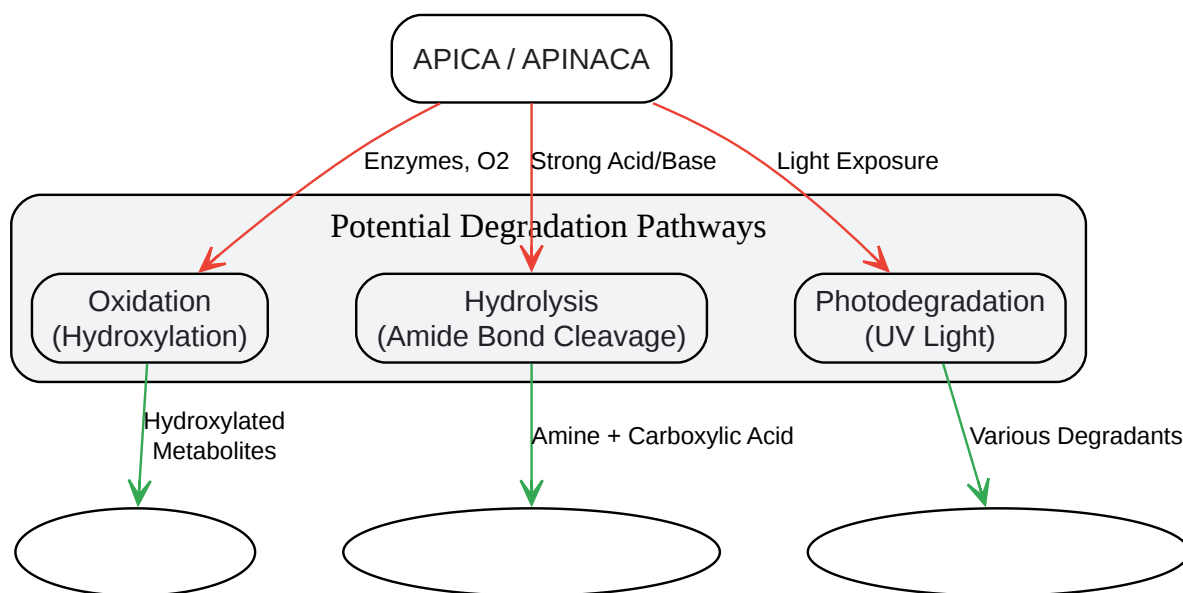 APICA / APINACA
Enzymes, O2
Strong Acid/Base
Light Exposure
Potential Degradation Pathways
Oxidation
(Hydroxylation)
Hydrolysis
(Amide Bond Cleavage)
Photodegradation
(UV Light)
Hydroxylated
Metabolites
Amine + Carboxylic Acid
Various Degradants